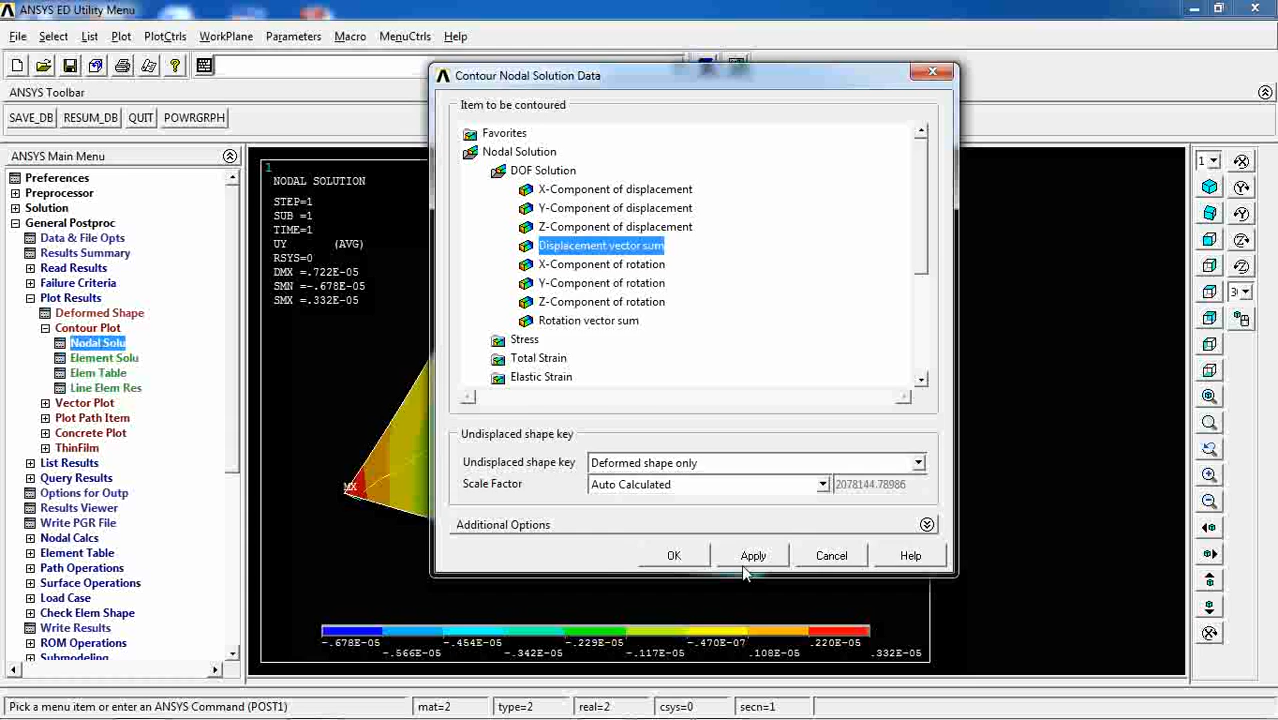 ANSYS ED Utility Menu
File Select List Plot PlotCtrls WorkPlane Parameters Macro MenuCtrls Help
ANSYS Toolbar
SAVE_DB RESUM_DB QUIT POWRGRPH
ANSYS Main Menu
Preferences
Preprocessor
Solution
General Postproc
Data & File Opts
Results Summary
Read Results
Failure Criteria
Plot Results
Deformed Shape
Contour Plot
Nodal Solu
Element Solu
Elem Table
Line Elem Res
Vector Plot
Plot Path Item
Concrete Plot
ThinFilm
List Results
Query Results
Options for Outp
Results Viewer
Write PGR File
Nodal Calcs
Element Table
Path Operations
Surface Operations
Load Case
Check Elem Shape
Write Results
ROM Operations
Submodeling
1
NODAL SOLUTION
STEP=1
SUB =1
TIME=1
UY (AVG)
RSYS=0
DMX =.722E-05
SMN =-.678E-05
SMX =.332E-05
MX
-.678E-05 -.454E-05 -.229E-05 -.470E-07 .220E-05
-.566E-05 -.342E-05 -.117E-05 .108E-05 .332E-05
Contour Nodal Solution Data
Item to be contoured
Favorites
Nodal Solution
DOF Solution
X-Component of displacement
Y-Component of displacement
Z-Component of displacement
Displacement vector sum
X-Component of rotation
Y-Component of rotation
Z-Component of rotation
Rotation vector sum
Stress
Total Strain
Elastic Strain
Undisplaced shape key
Undisplaced shape key Deformed shape only
Scale Factor Auto Calculated 2078144.78986
Additional Options
OK Apply Cancel Help
1
3
Pick a menu item or enter an ANSYS Command (POST1) mat=2 type=2 real=2 csys=0 secn=1